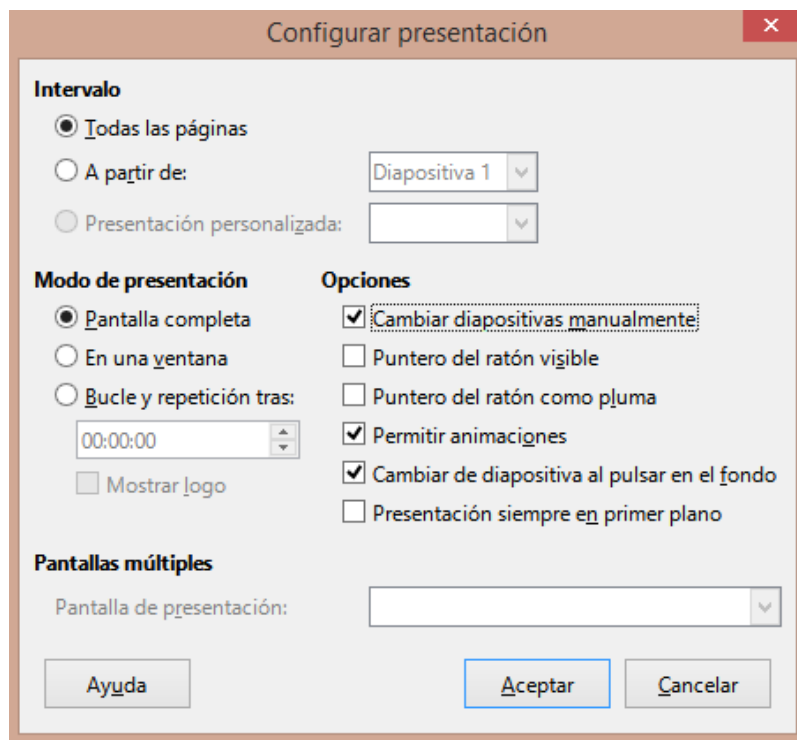 Configurar presentación
Intervalo
Todas las páginas
A partir de:
Diapositiva 1
Presentación personalizada:
Modo de presentación
Opciones
Pantalla completa
Cambiar diapositivas manualmente
En una ventana
Puntero del ratón visible
Bucle y repetición tras:
Puntero del ratón como pluma
00:00:00
Permitir animaciones
Mostrar logo
Cambiar de diapositiva al pulsar en el fondo
Presentación siempre en primer plano
Pantallas múltiples
Pantalla de presentación:
Ayuda
Aceptar
Cancelar